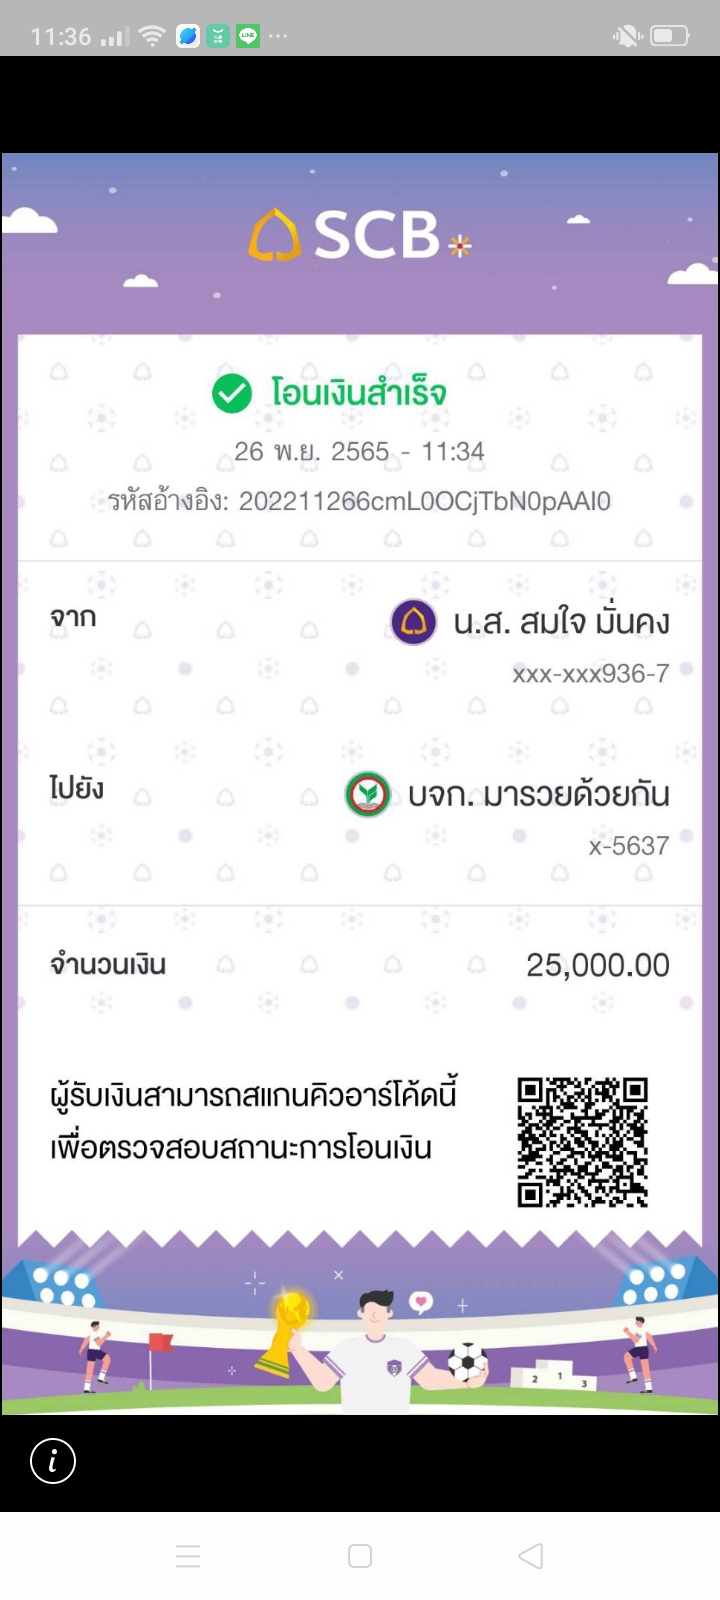 11:36
LINE
SCB
โอนเงินสำเร็จ
26 พ.ย. 2565 - 11:34
รหัสอ้างอิง: 202211266cmL0OCjTbN0pAAI0
จาก
น.ส. สมใจ มั่นคง
xxx-xxx936-7
ไปยัง
บจก. มารวยด้วยกัน
x-5637
จำนวนเงิน
25,000.00
ผู้รับเงินสามารถสแกนคิวอาร์โค้ดนี้
เพื่อตรวจสอบสถานะการโอนเงิน
2 1 3
i